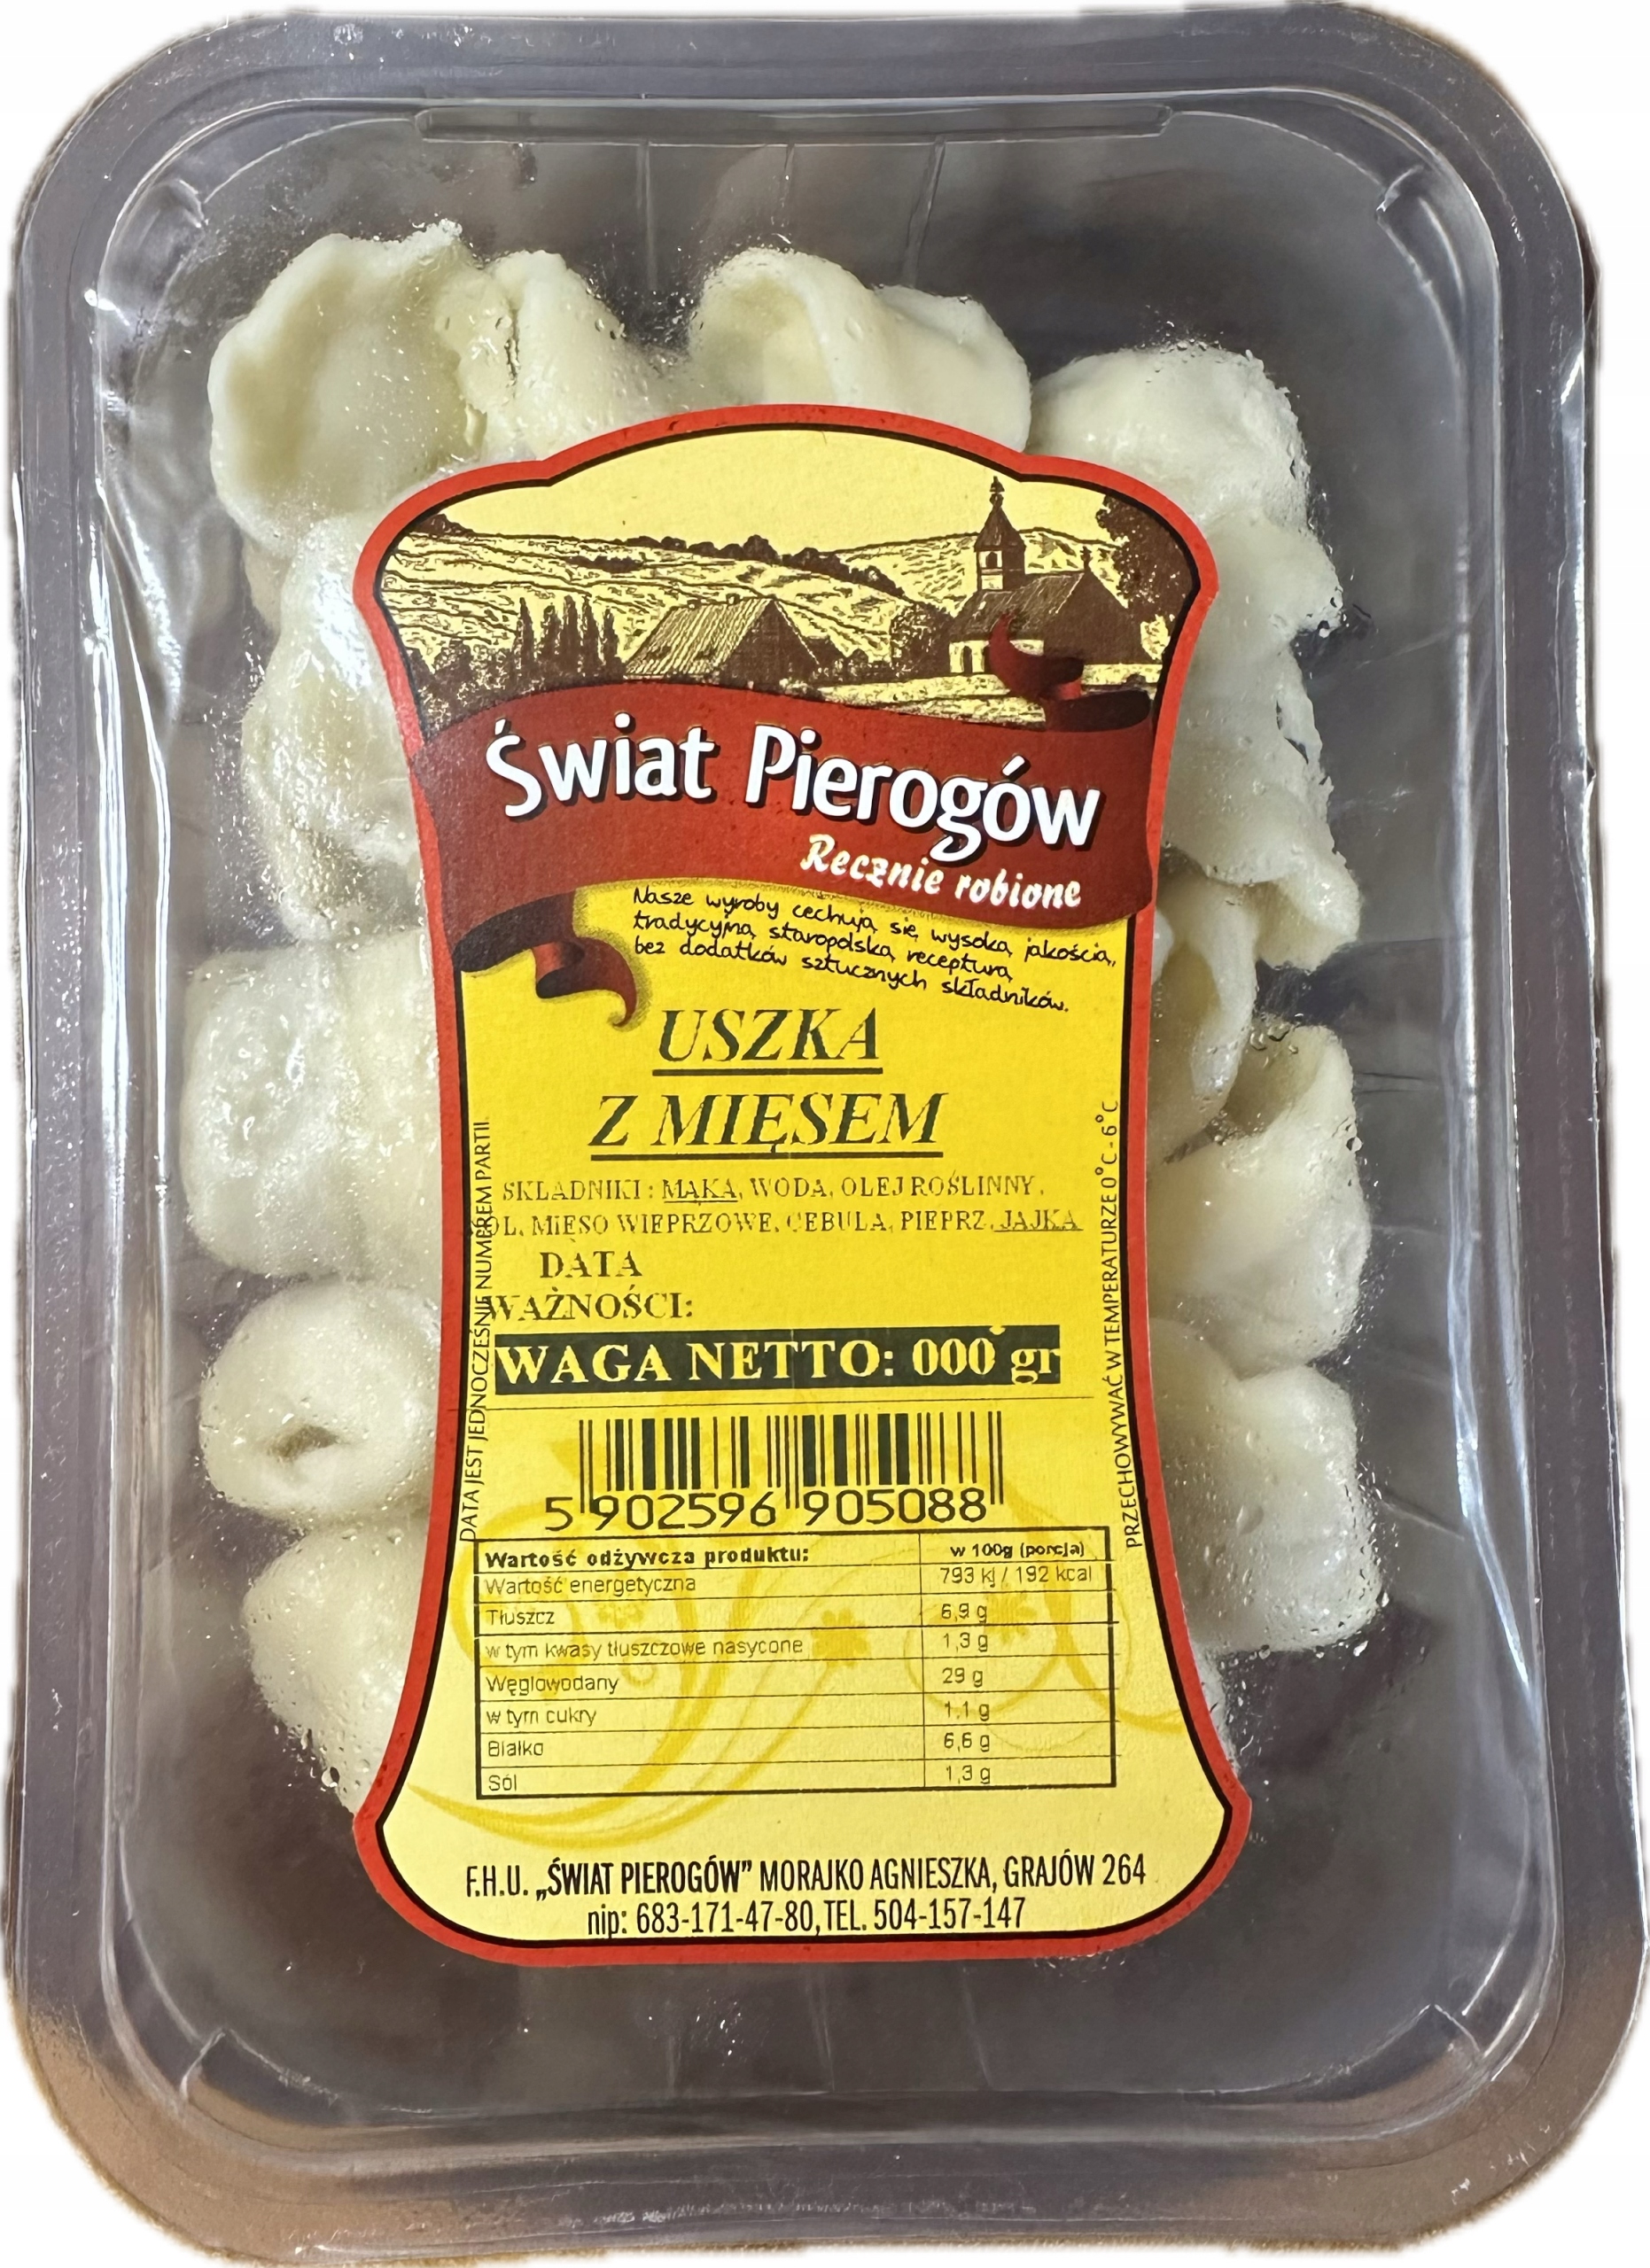 Świat Pierogów
Recznie robione
Nasze wyroby cechują się wysoką jakością,
tradycyjną staropolską recepturą
bez dodatków sztucznych składników.
USZKA
Z MIĘSEM
SKLADNIKI : MĄKA, WODA, OLEJ ROŚLINNY,
SOL, MIESO WIEPRZOWE, CEBULA, PIEPRZ, JAJKA
DATA
WAŻNOŚCI:
WAGA NETTO: 000 gr
DATA JEST JEDNOCZEŚNIE NUMEREM PARTII.
PRZECHOWYWAĆ W TEMPERATURZE 0°C - 6°C
5 902596 905088
Wartość odżywcza produktu: w 100g (porcja)
Wartość energetyczna 793 kj / 192 kcal
Tłuszcz 6,9 g
w tym kwasy tłuszczowe nasycone 1,3 g
Węglowodany 29 g
w tym cukry 1,1 g
Białko 6,6 g
Sól 1,3 g
F.H.U. „ŚWIAT PIEROGÓW” MORAJKO AGNIESZKA, GRAJÓW 264
nip: 683-171-47-80, TEL. 504-157-147